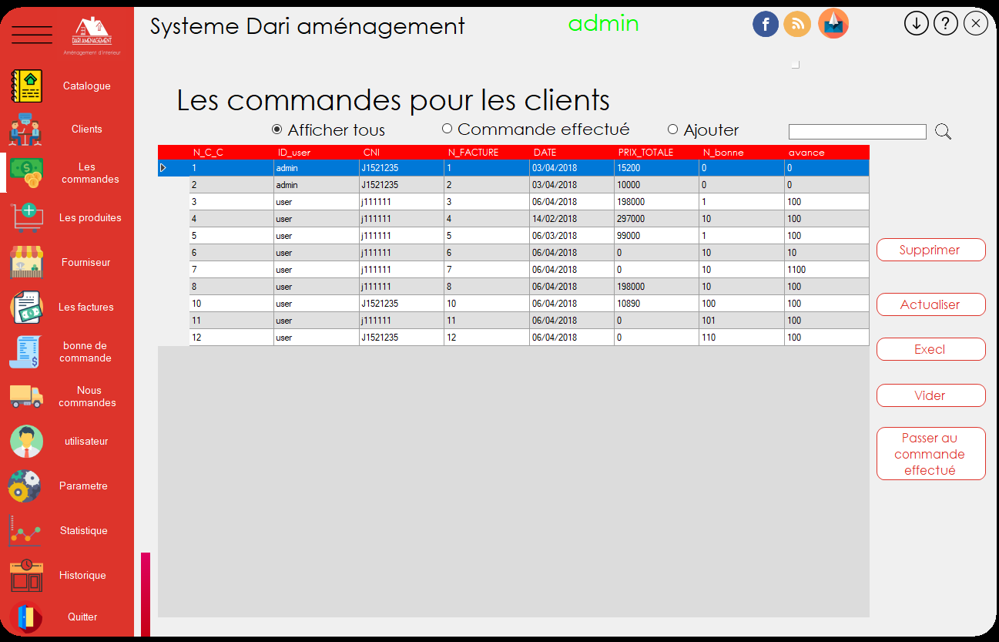 Systeme Dari aménagement
admin
?
DARI AMENAGEMENT
Aménagement d'interieur
Catalogue
Clients
Les
commandes
Les produites
Fourniseur
Les factures
bonne de
commande
Nous
commandes
utilisateur
Parametre
Statistique
Historique
Quitter
Les commandes pour les clients
Afficher tous
Commande effectué
Ajouter
N_C_C ID_user CNI N_FACTURE DATE PRIX_TOTALE N_bonne avance
1 admin J1521235 1 03/04/2018 15200 0 0
2 admin J1521235 2 03/04/2018 10000 0 0
3 user j111111 3 06/04/2018 198000 1 100
4 user j111111 4 14/02/2018 297000 10 100
5 user j111111 5 06/03/2018 99000 1 100
6 user j111111 6 06/04/2018 0 10 10
7 user j111111 7 06/04/2018 0 10 1100
8 user j111111 8 06/04/2018 198000 10 100
10 user J1521235 10 06/04/2018 10890 100 100
11 user j111111 11 06/04/2018 0 101 100
12 user J1521235 12 06/04/2018 0 110 100
Supprimer
Actualiser
Execl
Vider
Passer au
commande
effectué